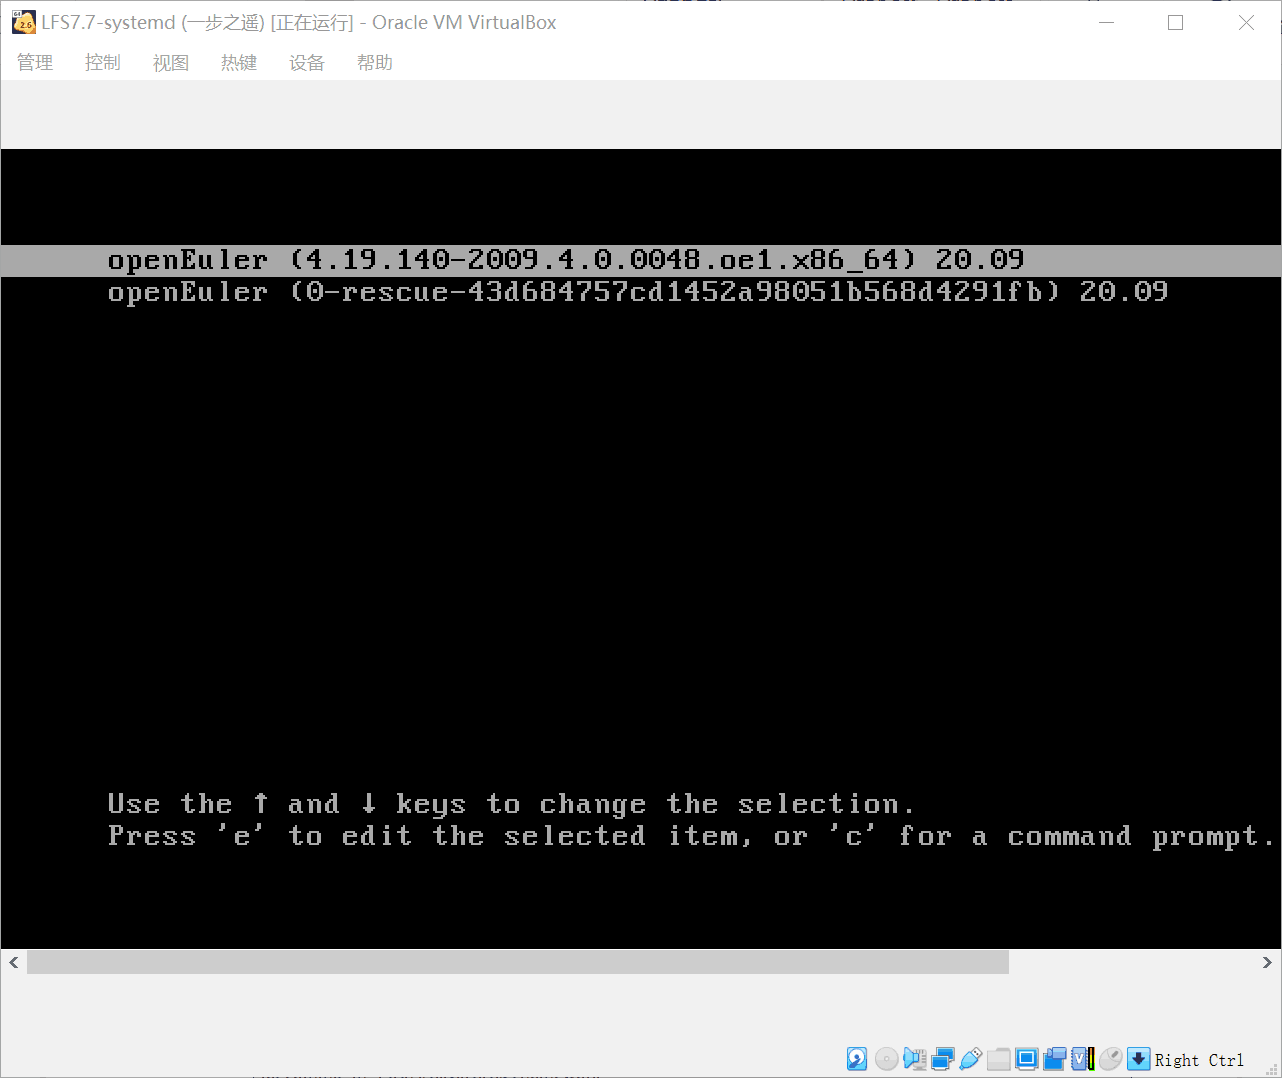 LFS7.7-systemd (一步之遥) [正在运行] - Oracle VM VirtualBox
管理 控制 视图 热键 设备 帮助
openEuler (4.19.140-2009.4.0.0048.oe1.x86_64) 20.09
openEuler (0-rescue-43d684757cd1452a98051b568d4291fb) 20.09
Use the ↑ and ↓ keys to change the selection.
Press 'e' to edit the selected item, or 'c' for a command prompt.
Right Ctrl